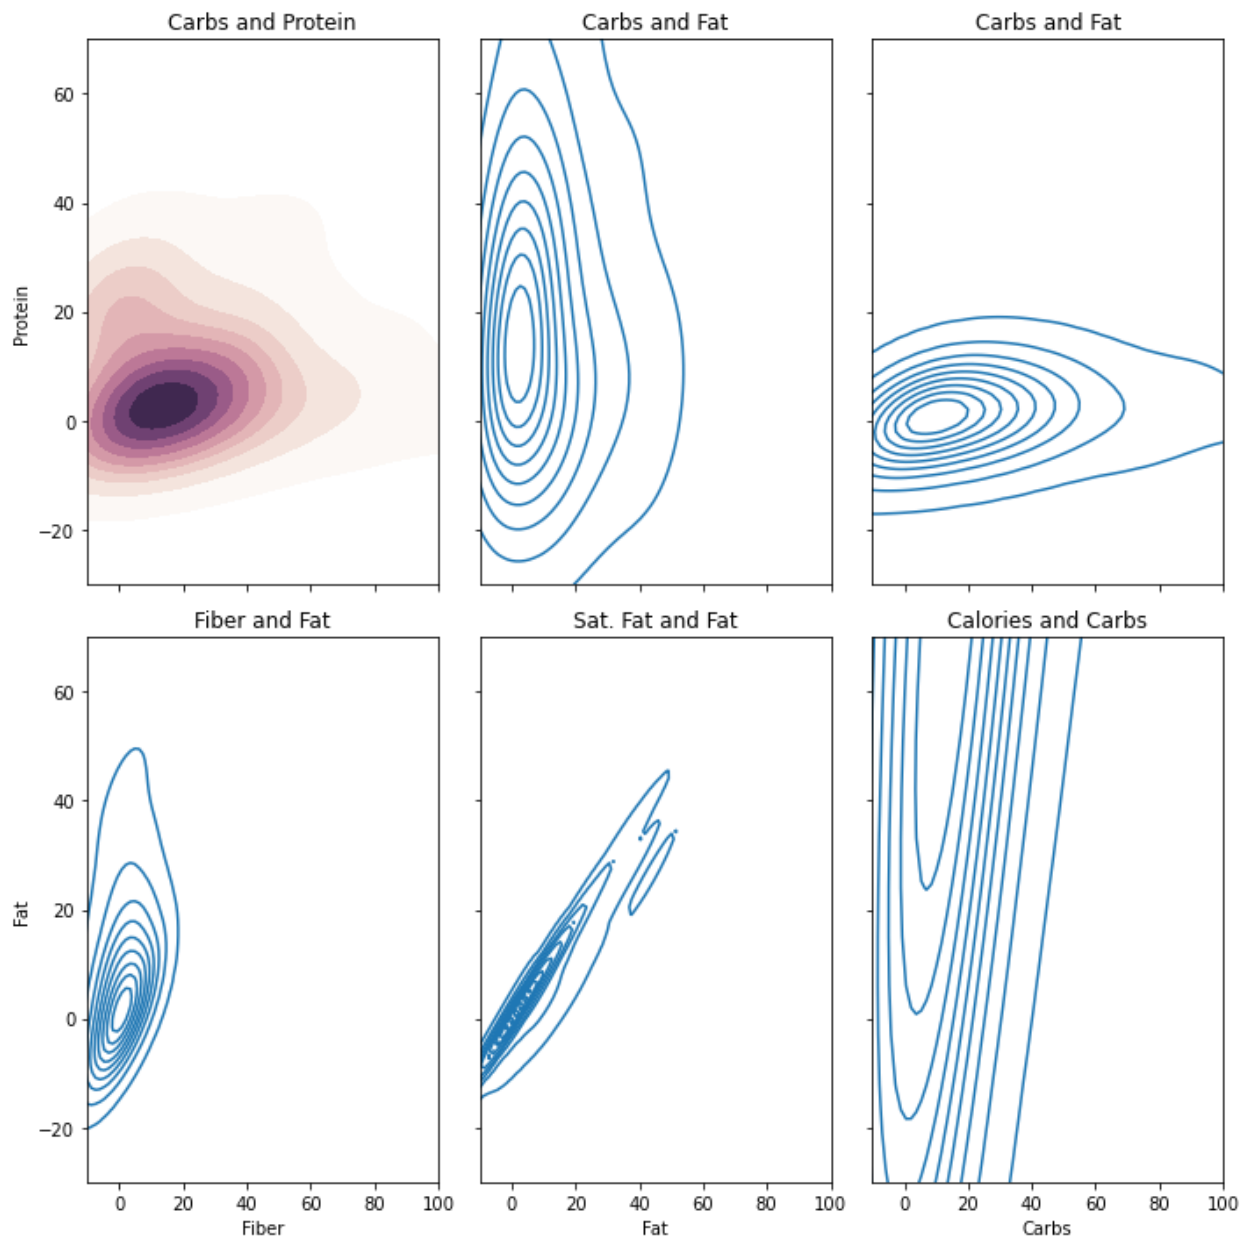 Carbs and Protein
Carbs and Fat
Carbs and Fat
Protein
60
40
20
0
−20
Fiber and Fat
Sat. Fat and Fat
Calories and Carbs
Fat
60
40
20
0
−20
0 20 40 60 80 100
0 20 40 60 80 100
0 20 40 60 80 100
Fiber
Fat
Carbs